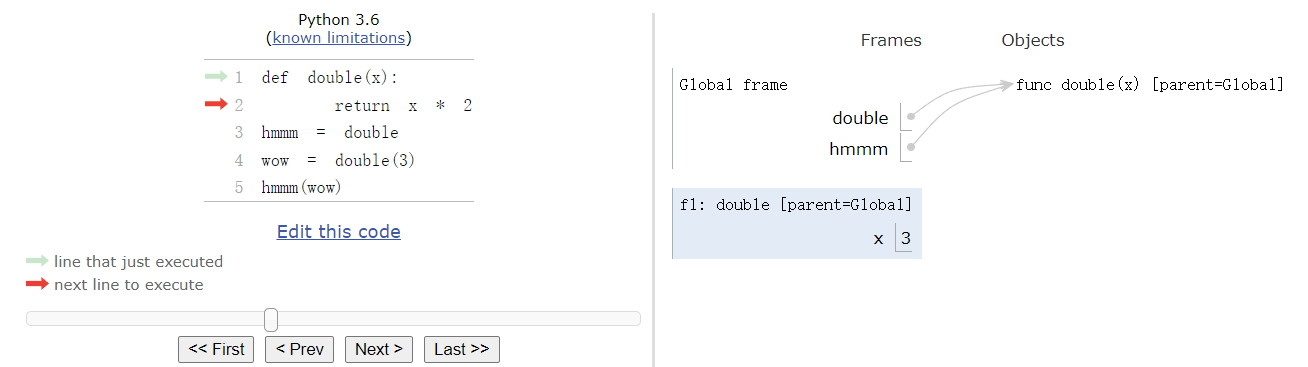 Python 3.6
(known limitations)
1 def double(x):
2 return x * 2
3 hmmm = double
4 wow = double(3)
5 hmmm(wow)
Edit this code
line that just executed
next line to execute
<< First < Prev Next > Last >>
Frames Objects
Global frame func double(x) [parent=Global]
double
hmmm
f1: double [parent=Global]
x 3